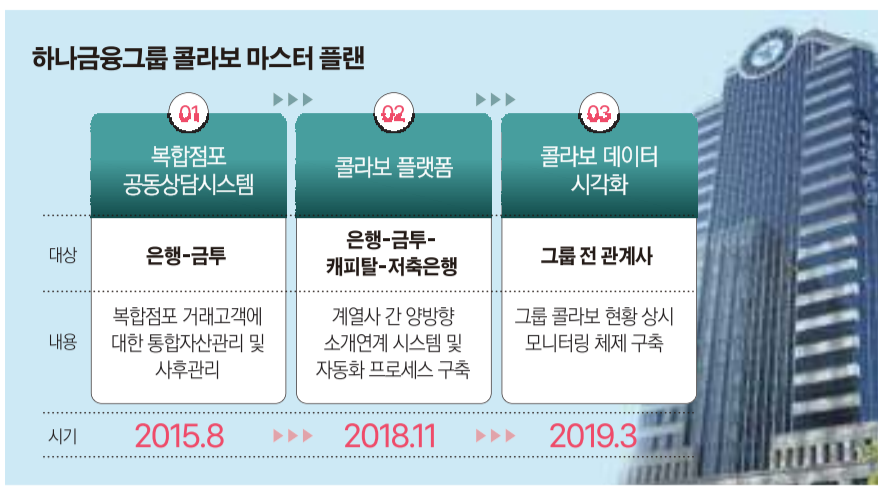 하나금융그룹 콜라보 마스터 플랜
01
복합점포
공동상담시스템
02
콜라보 플랫폼
03
콜라보 데이터
시각화
대상
은행-금투
은행-금투-
캐피탈-저축은행
그룹 전 관계사
내용
복합점포 거래고객에
대한 통합자산관리 및
사후관리
계열사 간 양방향
소개연계 시스템 및
자동화 프로세스 구축
그룹 콜라보 현황 상시
모니터링 체제 구축
시기
2015.8
2018.11
2019.3